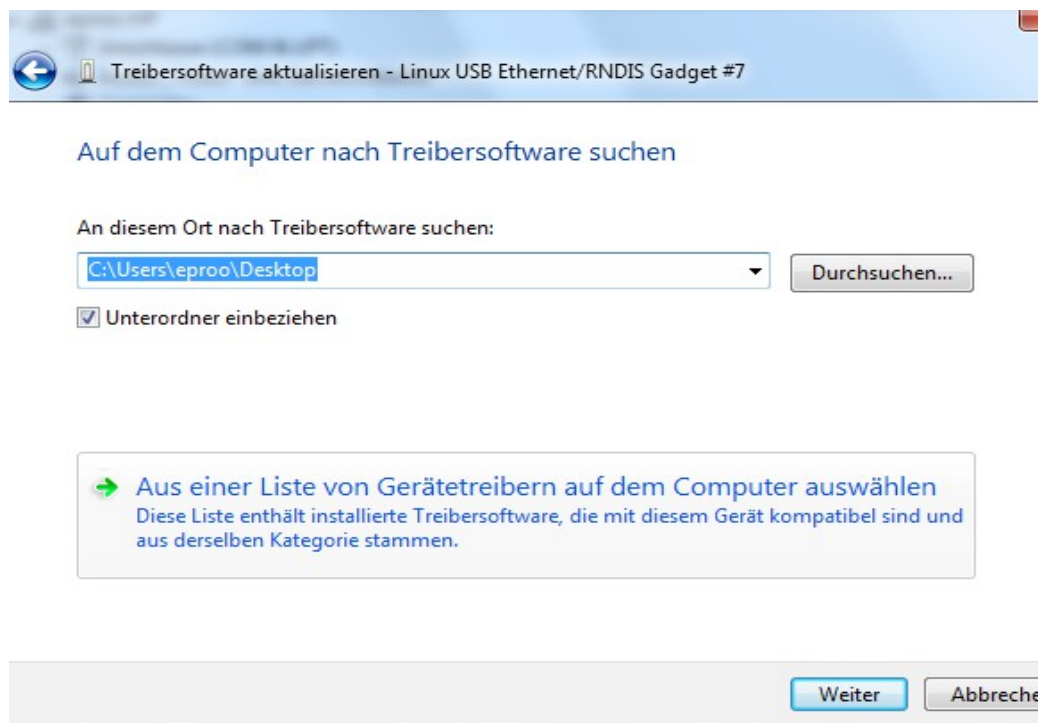 Treibersoftware aktualisieren - Linux USB Ethernet/RNDIS Gadget #7
Auf dem Computer nach Treibersoftware suchen
An diesem Ort nach Treibersoftware suchen:
C:\Users\eproo\Desktop
Durchsuchen...
Unterordner einbeziehen
Aus einer Liste von Gerätetreibern auf dem Computer auswählen
Diese Liste enthält installierte Treibersoftware, die mit diesem Gerät kompatibel sind und
aus derselben Kategorie stammen.
Weiter
Abbreche